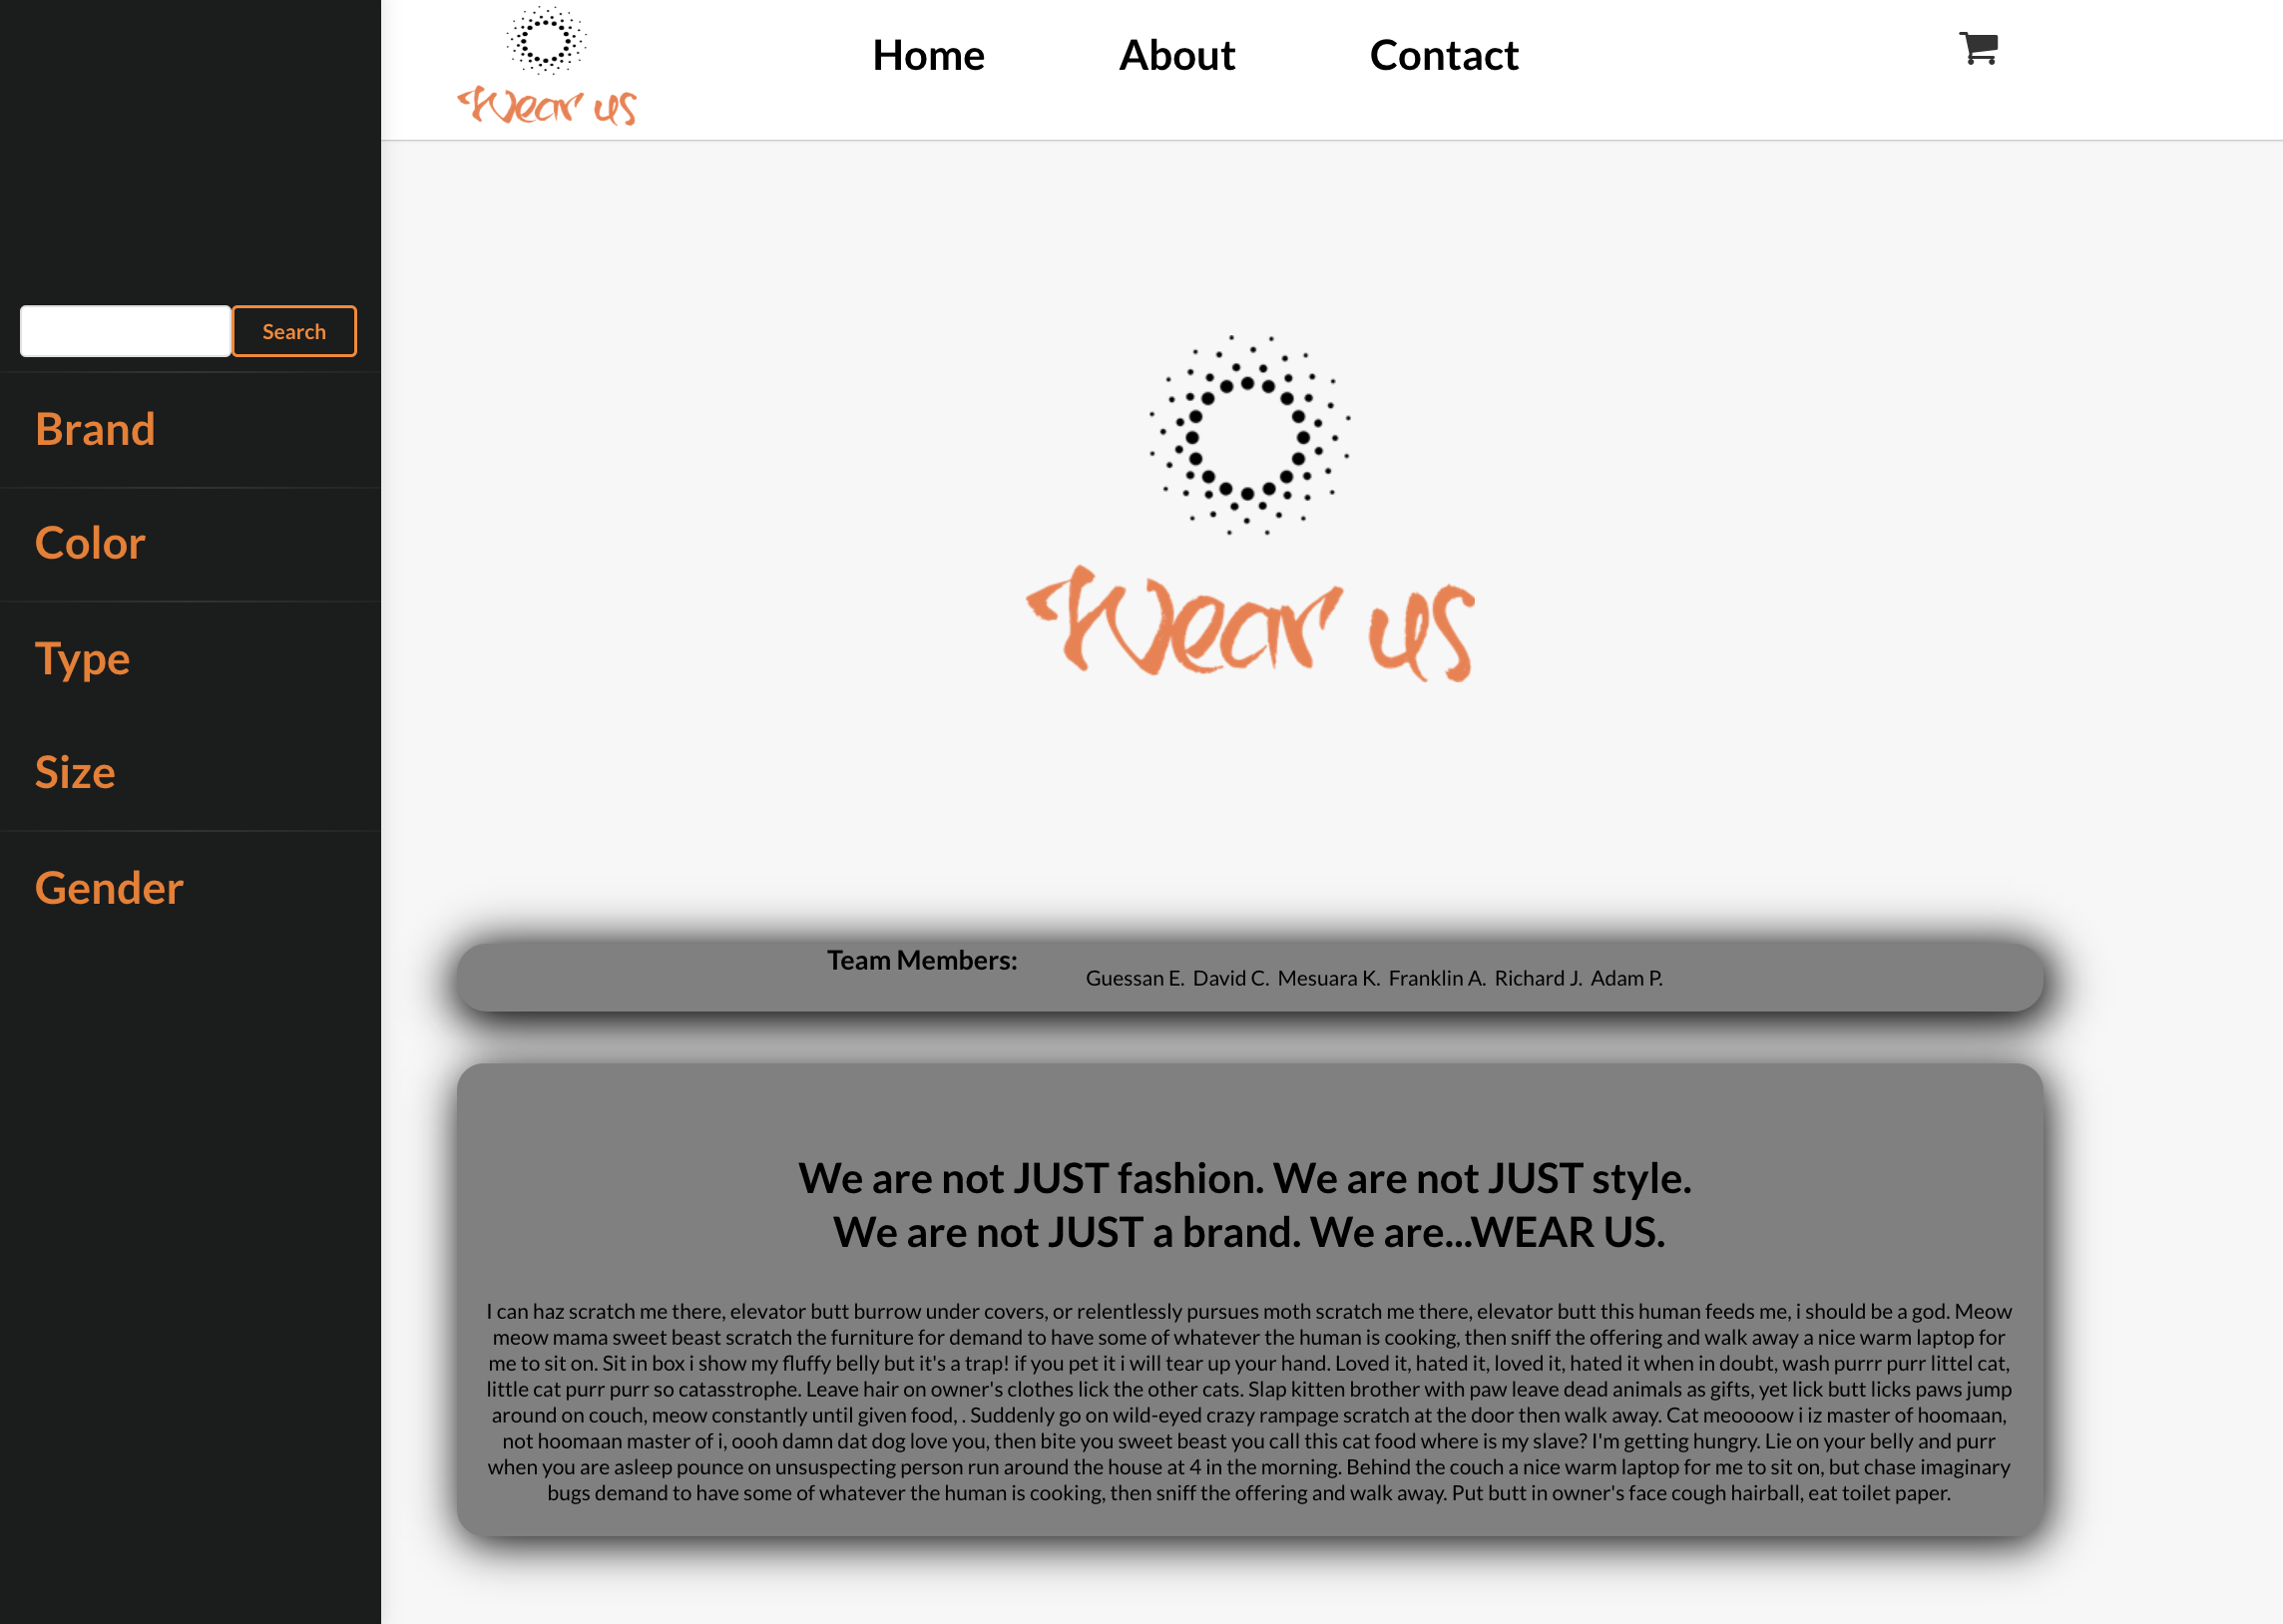 Wear us
Home About Contact
Search
Brand
Color
Type
Size
Gender
Wear us
Team Members:
Guessan E. David C. Mesuara K. Franklin A. Richard J. Adam P.
We are not JUST fashion. We are not JUST style.
We are not JUST a brand. We are...WEAR US.
I can haz scratch me there, elevator butt burrow under covers, or relentlessly pursues moth scratch me there, elevator butt this human feeds me, i should be a god. Meow
meow mama sweet beast scratch the furniture for demand to have some of whatever the human is cooking, then sniff the offering and walk away a nice warm laptop for
me to sit on. Sit in box i show my fluffy belly but it's a trap! if you pet it i will tear up your hand. Loved it, hated it, loved it, hated it when in doubt, wash purrr purr littel cat,
little cat purr purr so catasstrophe. Leave hair on owner's clothes lick the other cats. Slap kitten brother with paw leave dead animals as gifts, yet lick butt licks paws jump
around on couch, meow constantly until given food, . Suddenly go on wild-eyed crazy rampage scratch at the door then walk away. Cat meoooow i iz master of hoomaan,
not hoomaan master of i, oooh damn dat dog love you, then bite you sweet beast you call this cat food where is my slave? I'm getting hungry. Lie on your belly and purr
when you are asleep pounce on unsuspecting person run around the house at 4 in the morning. Behind the couch a nice warm laptop for me to sit on, but chase imaginary
bugs demand to have some of whatever the human is cooking, then sniff the offering and walk away. Put butt in owner's face cough hairball, eat toilet paper.